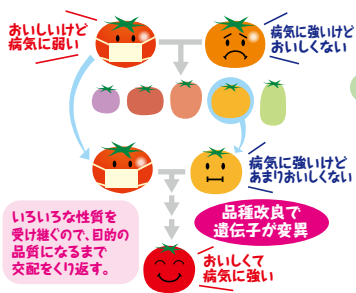 おいしいけど
病気に弱い
病気に強いけど
おいしくない
病気に強いけど
あまりおいしくない
いろいろな性質を
受け継ぐので、目的の
品質になるまで
交配をくり返す。
品種改良で
遺伝子が変異
おいしくて
病気に強い